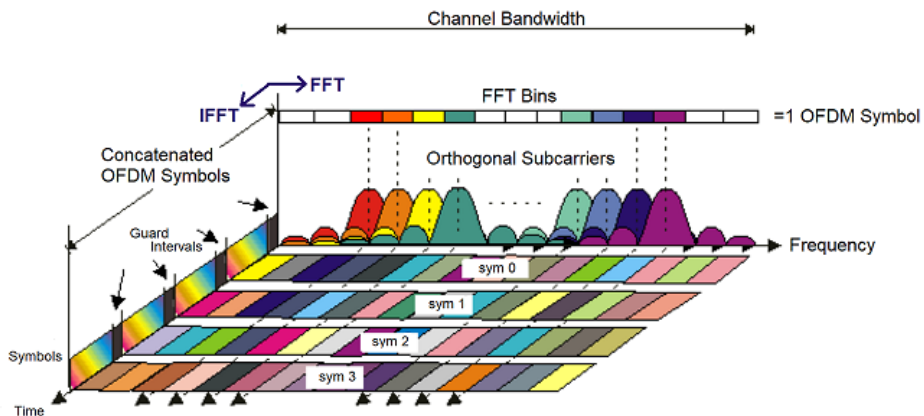 Channel Bandwidth
FFT
IFFT
FFT Bins
=1 OFDM Symbol
Concatenated
OFDM Symbols
Orthogonal Subcarriers
Guard
Intervals
Frequency
sym 0
sym 1
sym 2
sym 3
Symbols
Time